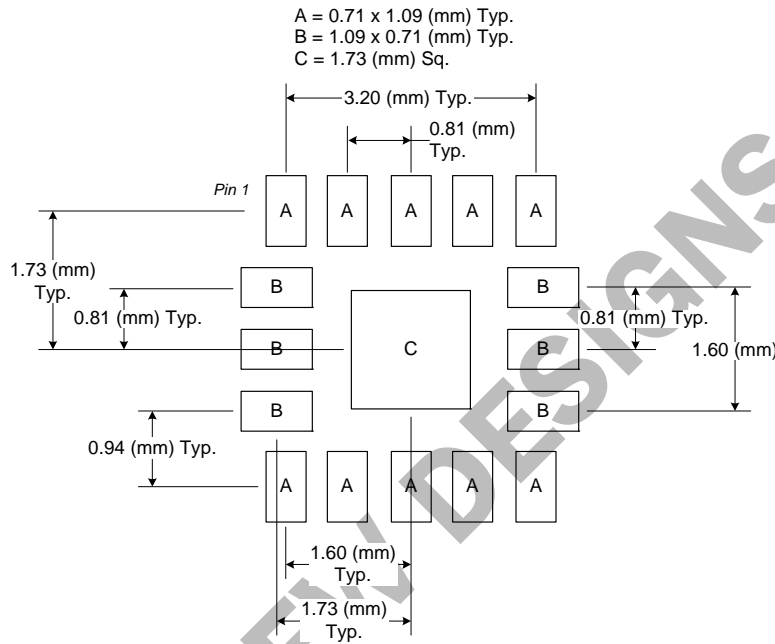 A = 0.71 x 1.09 (mm) Typ.
B = 1.09 x 0.71 (mm) Typ.
C = 1.73 (mm) Sq.
3.20 (mm) Typ.
0.81 (mm)
Typ.
Pin 1
A
A
A
A
A
1.73 (mm)
Typ.
B
B
0.81 (mm) Typ.
0.81 (mm) Typ.
B
C
B
1.60 (mm)
B
B
0.94 (mm) Typ.
A
A
A
A
A
1.60 (mm)
Typ.
1.73 (mm)
Typ.
EW DESIGNS